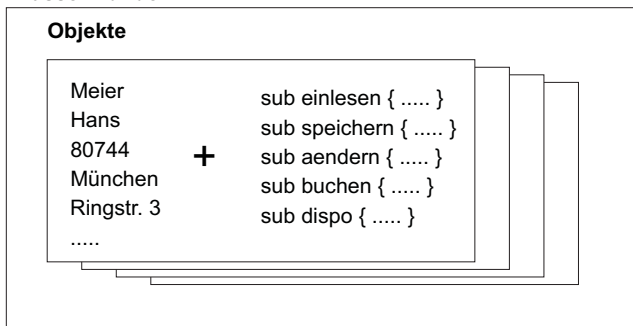 Objekte
Meier
Hans
80744
München
Ringstr. 3
.....
+
sub einlesen { ..... }
sub speichern { ..... }
sub aendern { ..... }
sub buchen { ..... }
sub dispo { ..... }